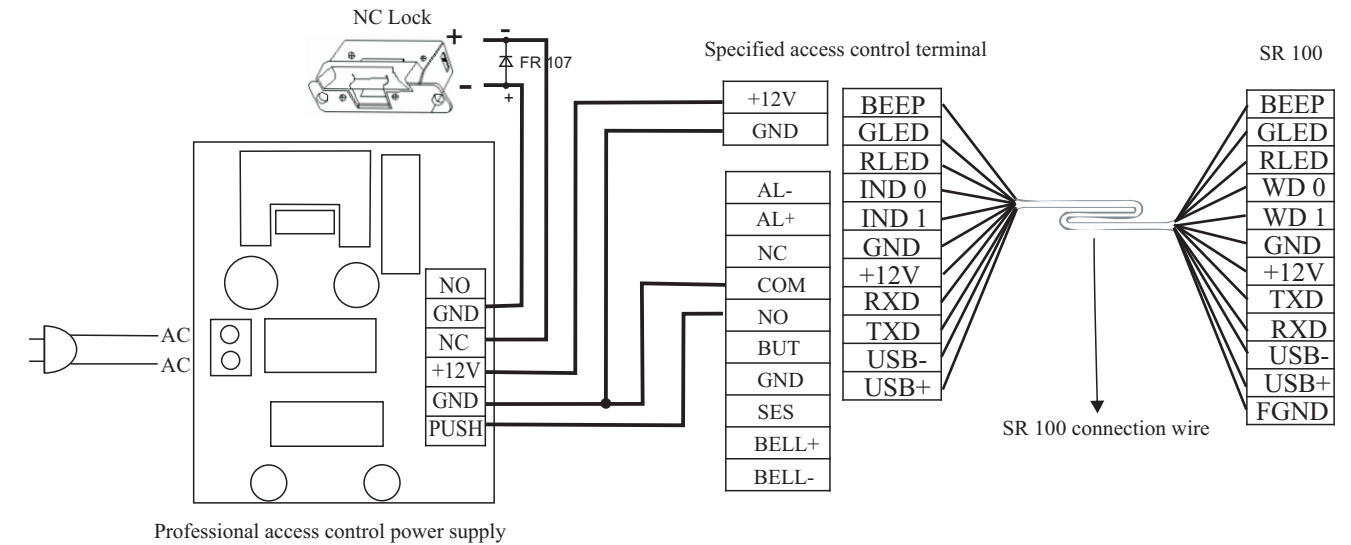 NC Lock
+
-
-
+
FR 107
Specified access control terminal
SR 100
+12V
GND
AL-
AL+
NC
COM
NO
BUT
GND
SES
BELL+
BELL-
BEEP
GLED
RLED
IND 0
IND 1
GND
+12V
RXD
TXD
USB-
USB+
BEEP
GLED
RLED
WD 0
WD 1
GND
+12V
TXD
RXD
USB-
USB+
FGND
NO
GND
NC
+12V
GND
PUSH
AC
AC
SR 100 connection wire
Professional access control power supply